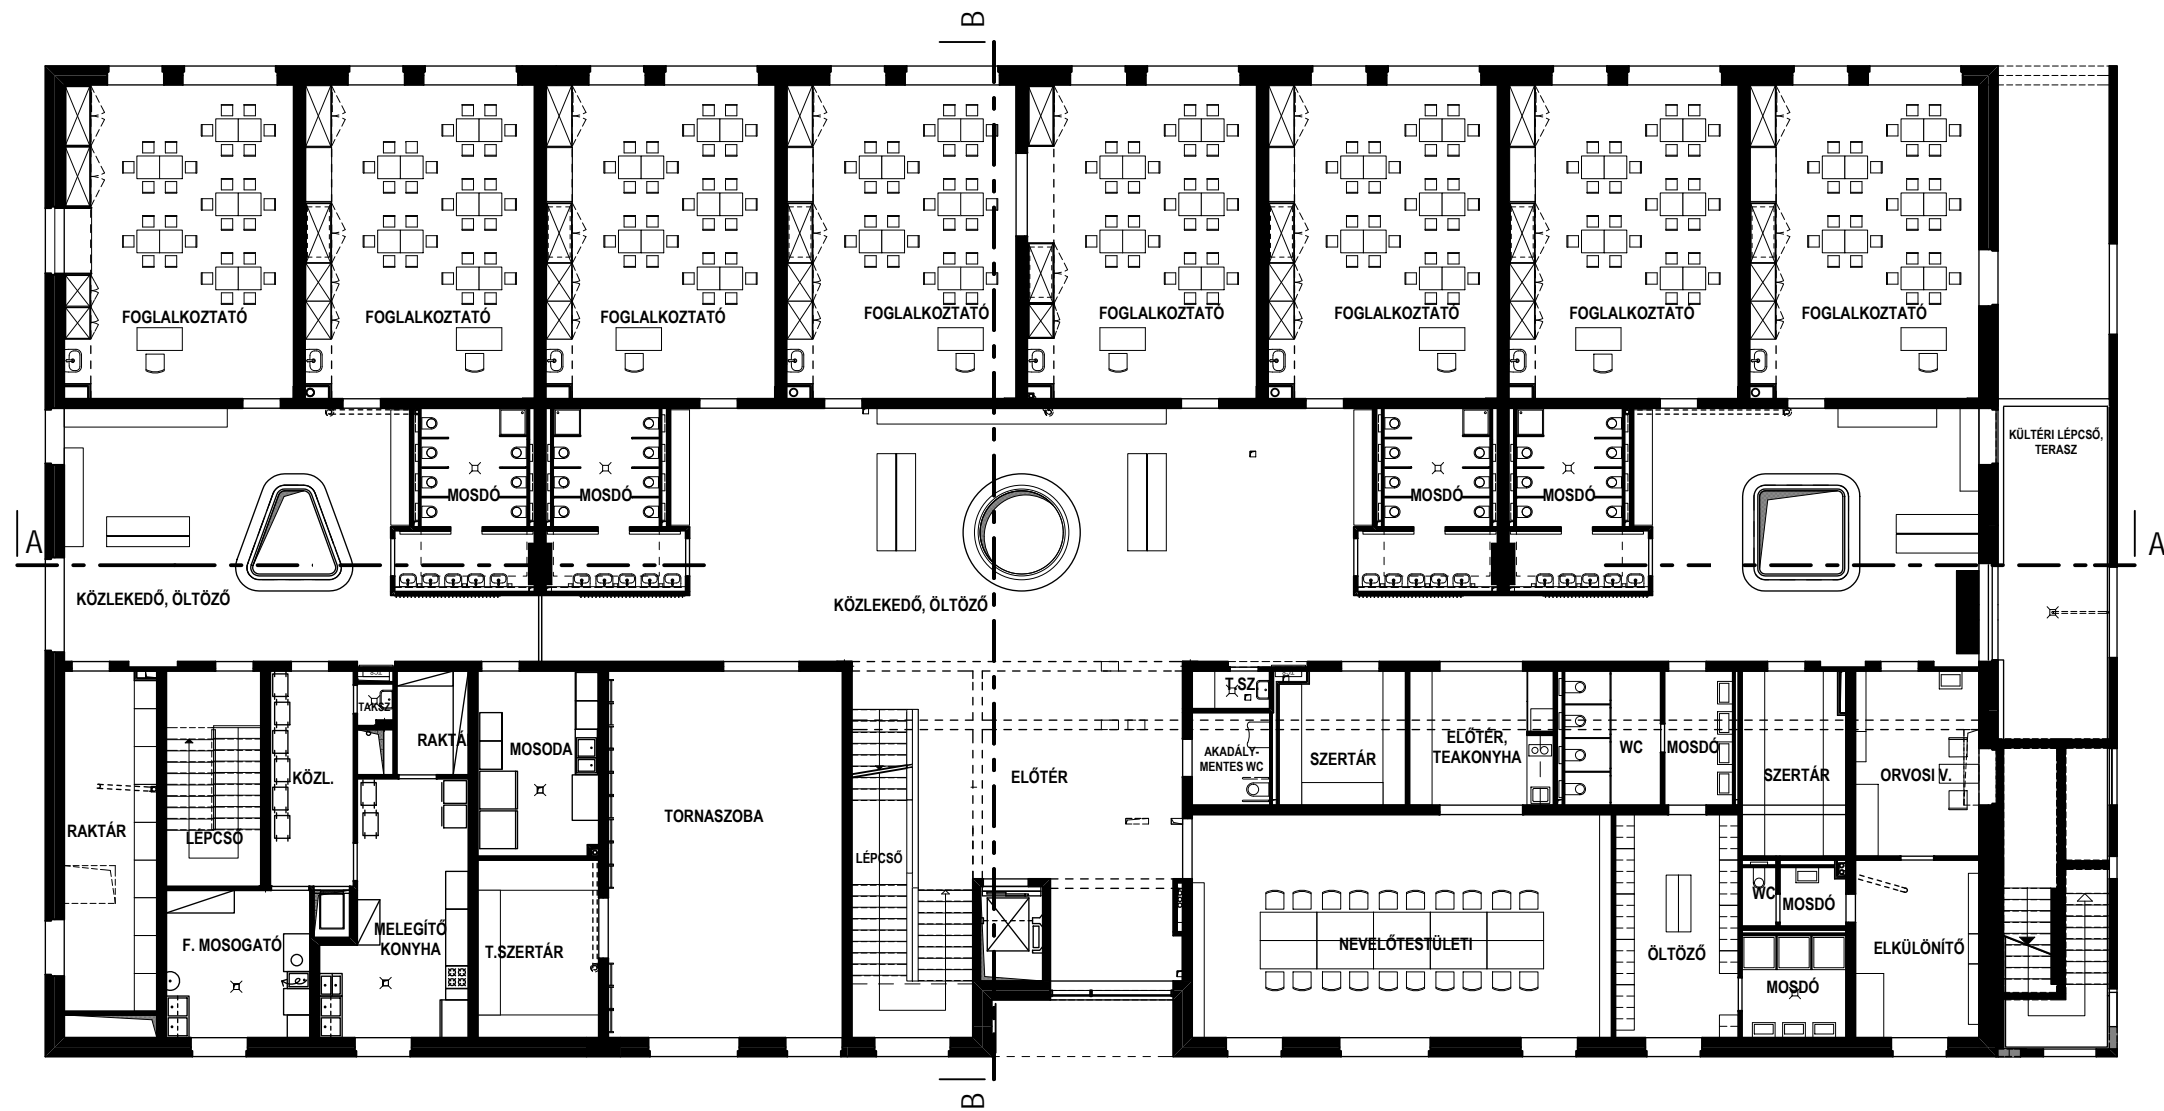 B
FOGLALKOZTATÓ
FOGLALKOZTATÓ
FOGLALKOZTATÓ
FOGLALKOZTATÓ
FOGLALKOZTATÓ
FOGLALKOZTATÓ
FOGLALKOZTATÓ
FOGLALKOZTATÓ
KÜLTÉRI LÉPCSŐ,
TERASZ
MOSDÓ
MOSDÓ
MOSDÓ
MOSDÓ
A
A
KÖZLEKEDŐ, ÖLTÖZŐ
KÖZLEKEDŐ, ÖLTÖZŐ
T.SZ
TAKSZ
RAKTÁ
MOSODA
KÖZL.
ELŐTÉR
AKADÁLY-
MENTES WC
SZERTÁR
ELŐTÉR,
TEAKONYHA
WC
MOSDÓ
SZERTÁR
ORVOSI V.
RAKTÁR
LÉPCSŐ
TORNASZOBA
LÉPCSŐ
WC
MOSDÓ
F. MOSOGATÓ
MELEGÍTŐ
KONYHA
T.SZERTÁR
NEVELŐTESTÜLETI
ÖLTÖZŐ
ELKÜLÖNÍTŐ
MOSDÓ
B